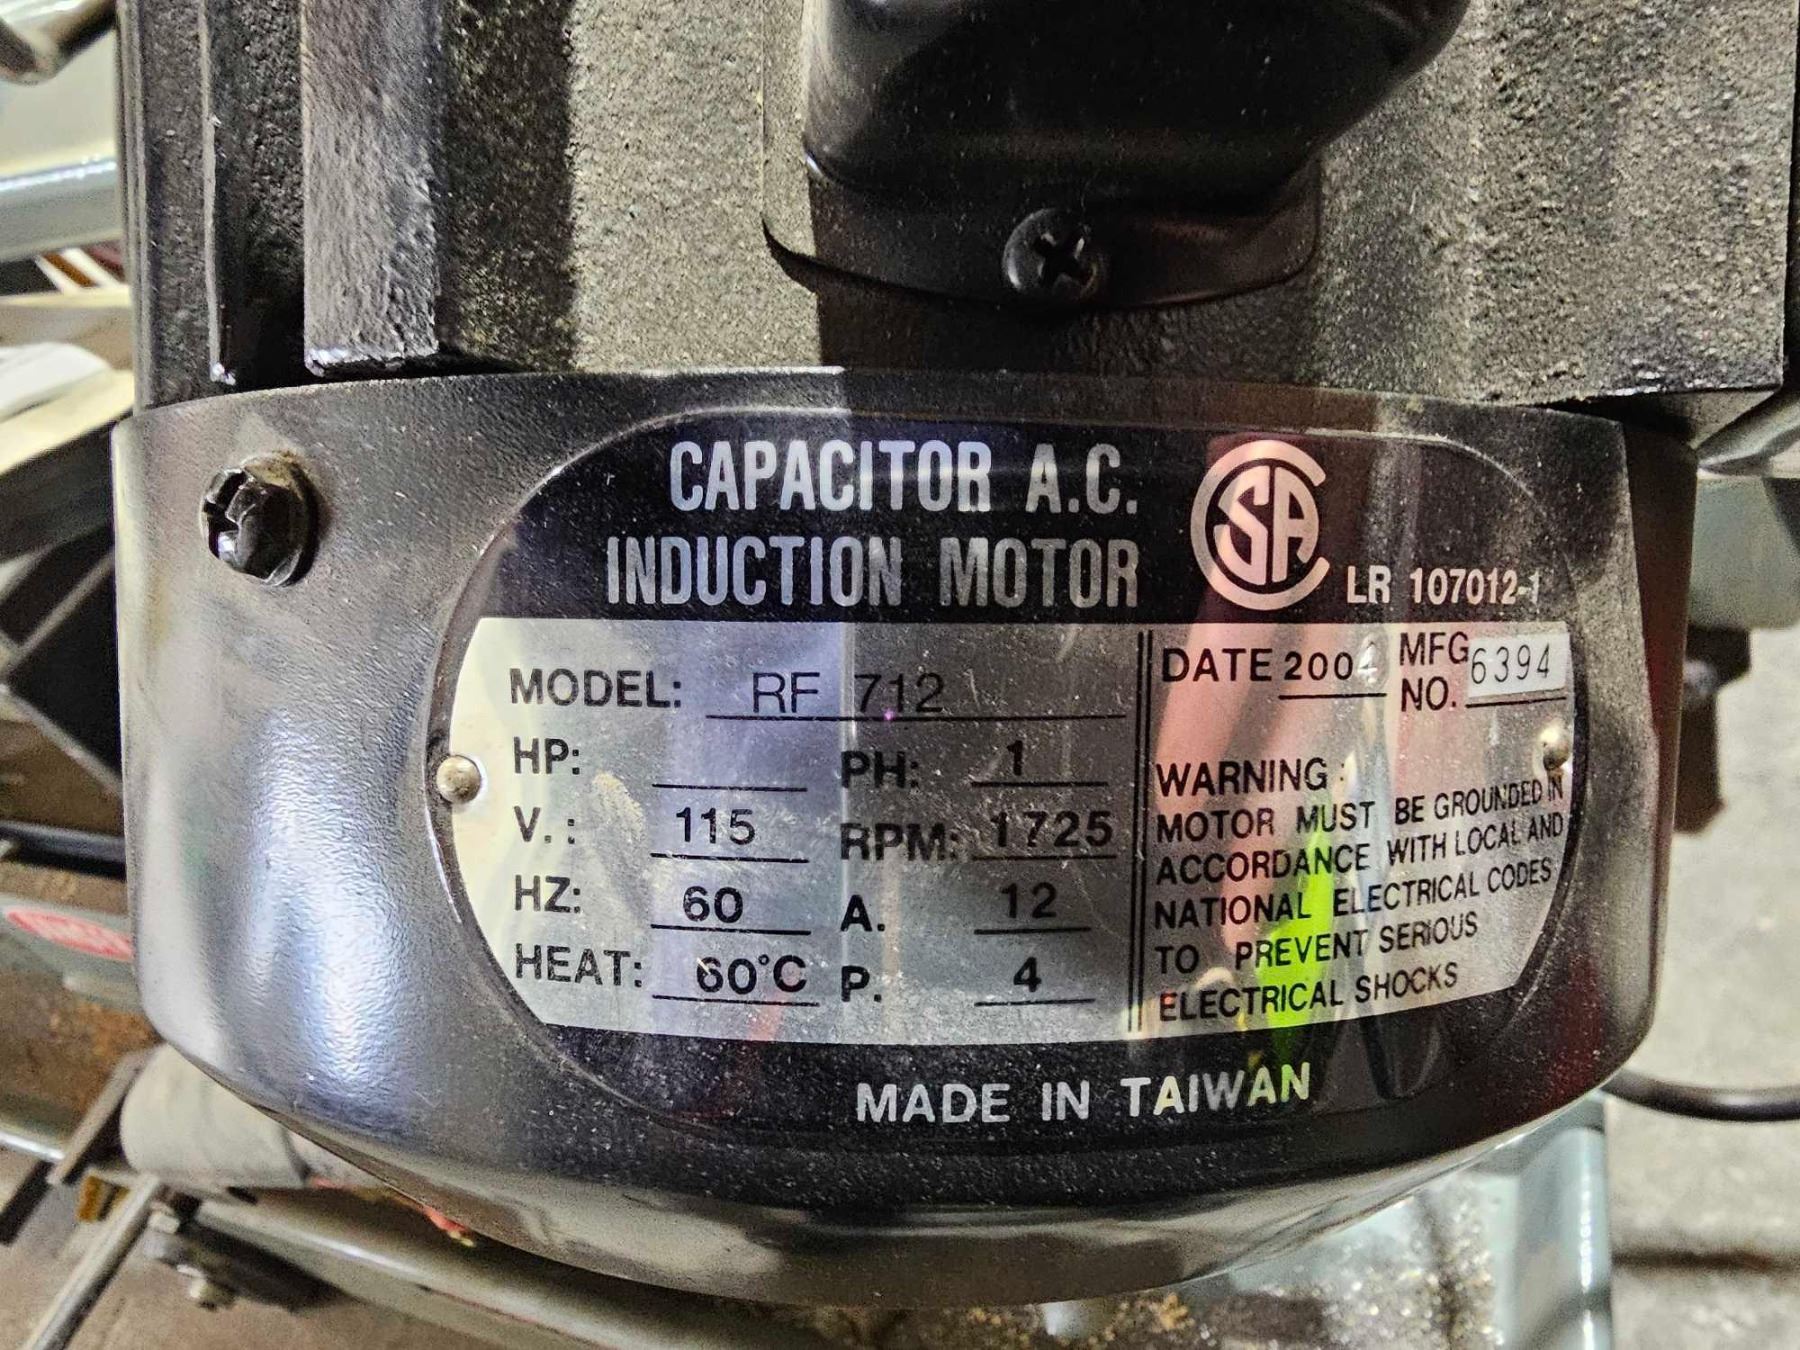 CAPACITOR A.C.
INDUCTION MOTOR
CSA LR 107012-1
MODEL: RF 712
HP: PH: 1
V.: 115 RPM: 1725
HZ: 60 A. 12
HEAT: 60°C P. 4
DATE MFG NO. 6394
WARNING:
MOTOR MUST BE GROUNDED IN
ACCORDANCE WITH LOCAL AND
NATIONAL ELECTRICAL CODES
TO PREVENT SERIOUS
ELECTRICAL SHOCKS
MADE IN TAIWAN